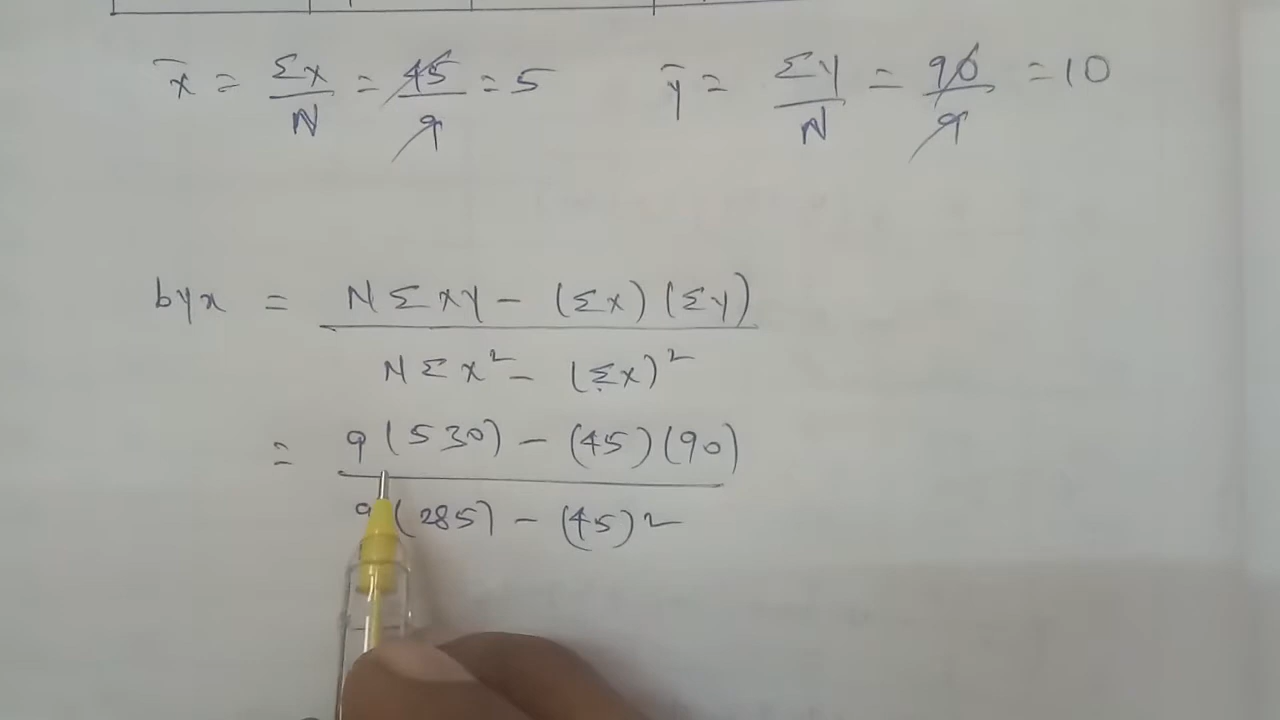 x̄ = Σx/N = 45/9 = 5
ȳ = Σy/N = 90/9 = 10
byx = NΣxy - (Σx)(Σy) / NΣx² - (Σx)²
= 9(530) - (45)(90) / 9(285) - (45)²